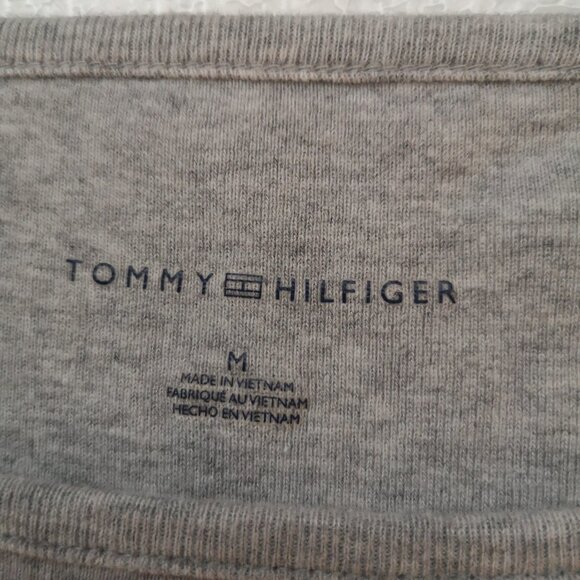 TOMMY HILFIGER
M
MADE IN VIETNAM
FABRIQUÉ AU VIETNAM
HECHO EN VIETNAM